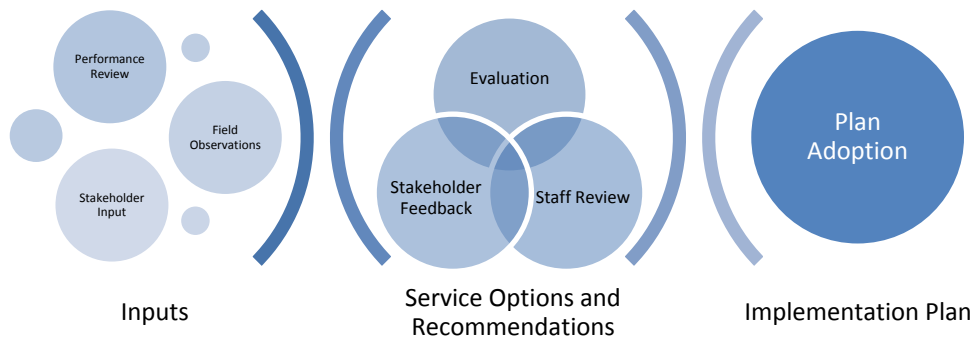 Performance
Review
Field
Observations
Stakeholder
Input
Inputs
Evaluation
Stakeholder
Feedback
Staff Review
Service Options and
Recommendations
Plan
Adoption
Implementation Plan